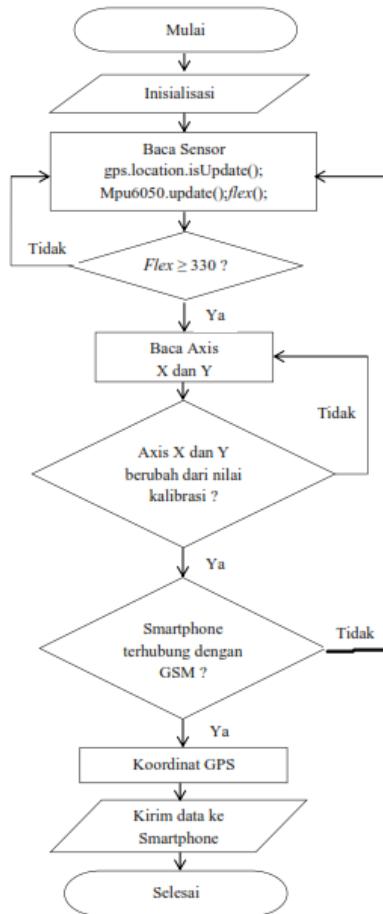 Mulai
Inisialisasi
Baca Sensor
gps.location.isUpdate();
Mpu6050.update();flex();
Tidak
Flex ≥ 330 ?
Ya
Baca Axis
X dan Y
Tidak
Axis X dan Y
berubah dari nilai
kalibrasi ?
Ya
Smartphone
terhubung dengan
GSM ?
Tidak
Ya
Koordinat GPS
Kirim data ke
Smartphone
Selesai